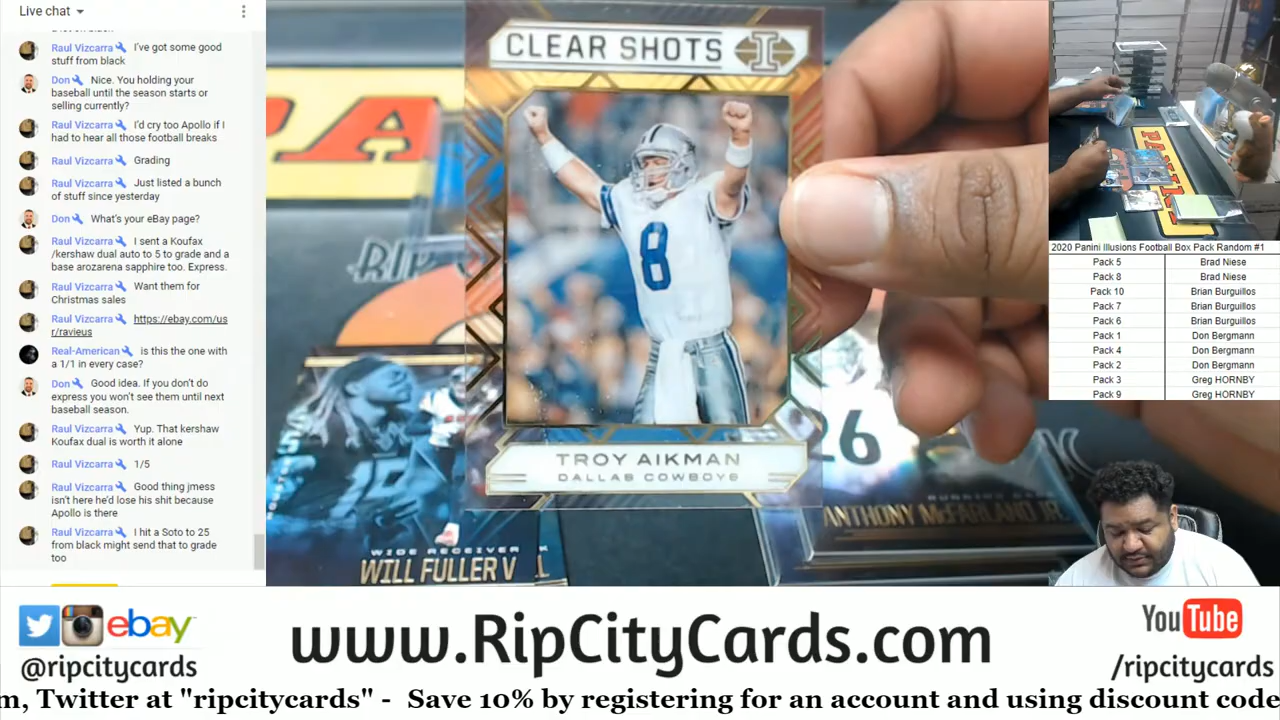 Live chat
Raul Vizcarra I've got some good
stuff from black
Don Nice. You holding your
baseball until the season starts or
selling currently?
Raul Vizcarra I'd cry too Apollo if I
had to hear all those football breaks
Raul Vizcarra Grading
Raul Vizcarra Just listed a bunch
of stuff since yesterday
Don What's your eBay page?
Raul Vizcarra I sent a Koufax
/kershaw dual auto to 5 to grade and a
base arozarena sapphire too. Express.
Raul Vizcarra Want them for
Christmas sales
Raul Vizcarra https://ebay.com/us
r/ravieus
Real-American is this the one with
a 1/1 in every case?
Don Good idea. If you don't do
express you won't see them until next
baseball season.
Raul Vizcarra Yup. That kershaw
Koufax dual is worth it alone
Raul Vizcarra 1/5
Raul Vizcarra Good thing jmess
isn't here he'd lose his shit because
Apollo is there
Raul Vizcarra I hit a Soto to 25
from black might send that to grade
too
CLEAR SHOTS
I
8
TROY AIKMAN
DALLAS COWBOYS
WIDE RECEIVER
WILL FULLER V
26
RUNNING BACK
ANTHONY McFARLAND JR.
PANINI
2020 Panini Illusions Football Box Pack Random #1
Pack 5 Brad Niese
Pack 8 Brad Niese
Pack 10 Brian Burguillos
Pack 7 Brian Burguillos
Pack 6 Brian Burguillos
Pack 1 Don Bergmann
Pack 4 Don Bergmann
Pack 2 Don Bergmann
Pack 3 Greg HORNBY
Pack 9 Greg HORNBY
ebay
@ripcitycards
www.RipCityCards.com
YouTube
/ripcitycards
m, Twitter at "ripcitycards" - Save 10% by registering for an account and using discount code